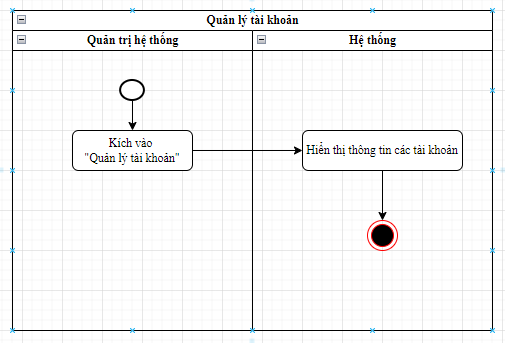 Quản lý tài khoản
Quản trị hệ thống
Hệ thống
Kích vào
"Quản lý tài khoản"
Hiển thị thông tin các tài khoản